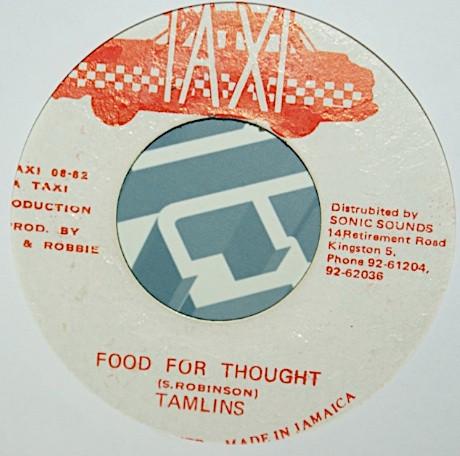 TAXI
AXI 08-82
A TAXI
ODUCTION
ROD. BY
& ROBBIE
Distrubited by
SONIC SOUNDS
14Retirement Road
Kingston 5,
Phone 92-61204,
92-62036
FOOD FOR THOUGHT
(S.ROBINSON)
TAMLINS
MADE IN JAMAICA